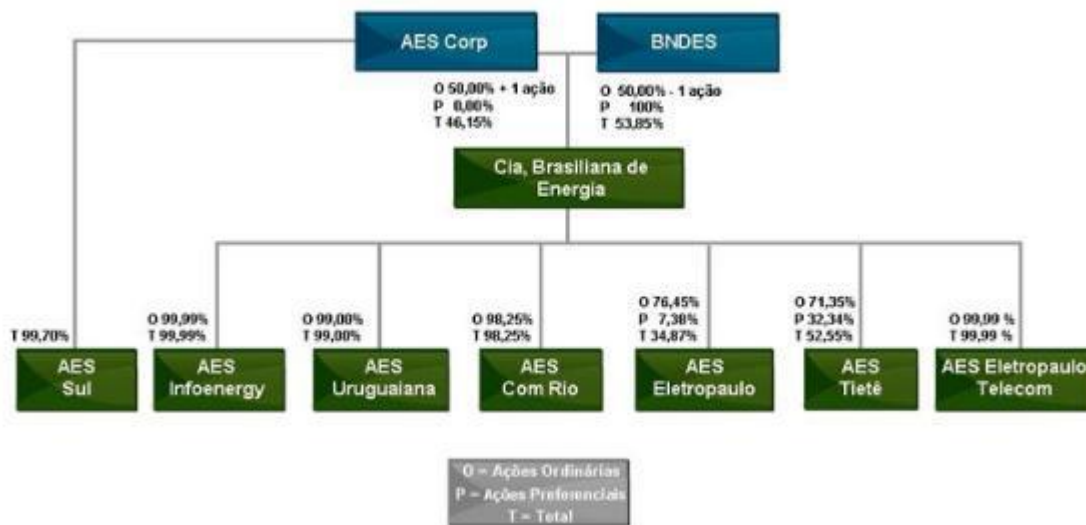 AES Corp
BNDES
O 50,00% + 1 ação
P 0,00%
T 46,15%
O 50,00% - 1 ação
P 100%
T 53,85%
Cia, Brasiliana de
Energia
T 99,70%
O 99,99%
T 99,99%
O 99,00%
T 99,00%
O 98,25%
T 98,25%
O 76,45%
P 7,38%
T 34,87%
O 71,35%
P 32,34%
T 52,55%
O 99,99 %
T 99,99 %
AES
Sul
AES
Infoenergy
AES
Uruguaiana
AES
Com Rio
AES
Eletropaulo
AES
Tietê
AES Eletropaulo
Telecom
O = Ações Ordinárias
P = Ações Preferenciais
T = Total